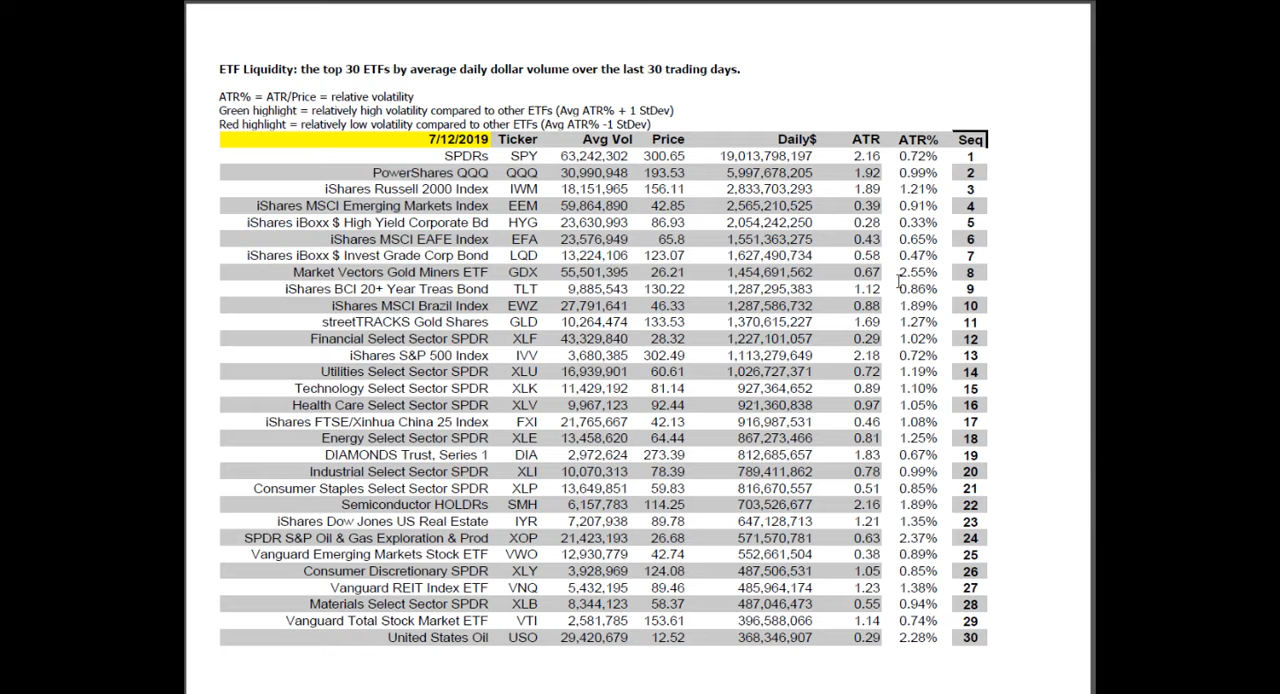 ETF Liquidity: the top 30 ETFs by average daily dollar volume over the last 30 trading days.
ATR% = ATR/Price = relative volatility
Green highlight = relatively high volatility compared to other ETFs (Avg ATR% + 1 StDev)
Red highlight = relatively low volatility compared to other ETFs (Avg ATR% -1 StDev)
7/12/2019 Ticker Avg Vol Price Daily$ ATR ATR% Seq
SPDRs SPY 63,242,302 300.65 19,013,798,197 2.16 0.72% 1
PowerShares QQQ QQQ 30,990,948 193.53 5,997,678,205 1.92 0.99% 2
iShares Russell 2000 Index IWM 18,151,965 156.11 2,833,703,293 1.89 1.21% 3
iShares MSCI Emerging Markets Index EEM 59,864,890 42.85 2,565,210,525 0.39 0.91% 4
iShares iBoxx $ High Yield Corporate Bd HYG 23,630,993 86.93 2,054,242,250 0.28 0.33% 5
iShares MSCI EAFE Index EFA 23,576,949 65.8 1,551,363,275 0.43 0.65% 6
iShares iBoxx $ Invest Grade Corp Bond LQD 13,224,106 123.07 1,627,490,734 0.58 0.47% 7
Market Vectors Gold Miners ETF GDX 55,501,395 26.21 1,454,691,562 0.67 2.55% 8
iShares BCI 20+ Year Treas Bond TLT 9,885,543 130.22 1,287,295,383 1.12 0.86% 9
iShares MSCI Brazil Index EWZ 27,791,641 46.33 1,287,586,732 0.88 1.89% 10
streetTRACKS Gold Shares GLD 10,264,474 133.53 1,370,615,227 1.69 1.27% 11
Financial Select Sector SPDR XLF 43,329,840 28.32 1,227,101,057 0.29 1.02% 12
iShares S&P 500 Index IVV 3,680,385 302.49 1,113,279,649 2.18 0.72% 13
Utilities Select Sector SPDR XLU 16,939,901 60.61 1,026,727,371 0.72 1.19% 14
Technology Select Sector SPDR XLK 11,429,192 81.14 927,364,652 0.89 1.10% 15
Health Care Select Sector SPDR XLV 9,967,123 92.44 921,360,838 0.97 1.05% 16
iShares FTSE/Xinhua China 25 Index FXI 21,765,667 42.13 916,987,531 0.46 1.08% 17
Energy Select Sector SPDR XLE 13,458,620 64.44 867,273,466 0.81 1.25% 18
DIAMONDS Trust, Series 1 DIA 2,972,624 273.39 812,685,657 1.83 0.67% 19
Industrial Select Sector SPDR XLI 10,070,313 78.39 789,411,862 0.78 0.99% 20
Consumer Staples Select Sector SPDR XLP 13,649,851 59.83 816,670,557 0.51 0.85% 21
Semiconductor HOLDRs SMH 6,157,783 114.25 703,526,677 2.16 1.89% 22
iShares Dow Jones US Real Estate IYR 7,207,938 89.78 647,128,713 1.21 1.35% 23
SPDR S&P Oil & Gas Exploration & Prod XOP 21,423,193 26.68 571,570,781 0.63 2.37% 24
Vanguard Emerging Markets Stock ETF VWO 12,930,779 42.74 552,661,504 0.38 0.89% 25
Consumer Discretionary SPDR XLY 3,928,969 124.08 487,506,531 1.05 0.85% 26
Vanguard REIT Index ETF VNQ 5,432,195 89.46 485,964,174 1.23 1.38% 27
Materials Select Sector SPDR XLB 8,344,123 58.37 487,046,473 0.55 0.94% 28
Vanguard Total Stock Market ETF VTI 2,581,785 153.61 396,588,066 1.14 0.74% 29
United States Oil USO 29,420,679 12.52 368,346,907 0.29 2.28% 30